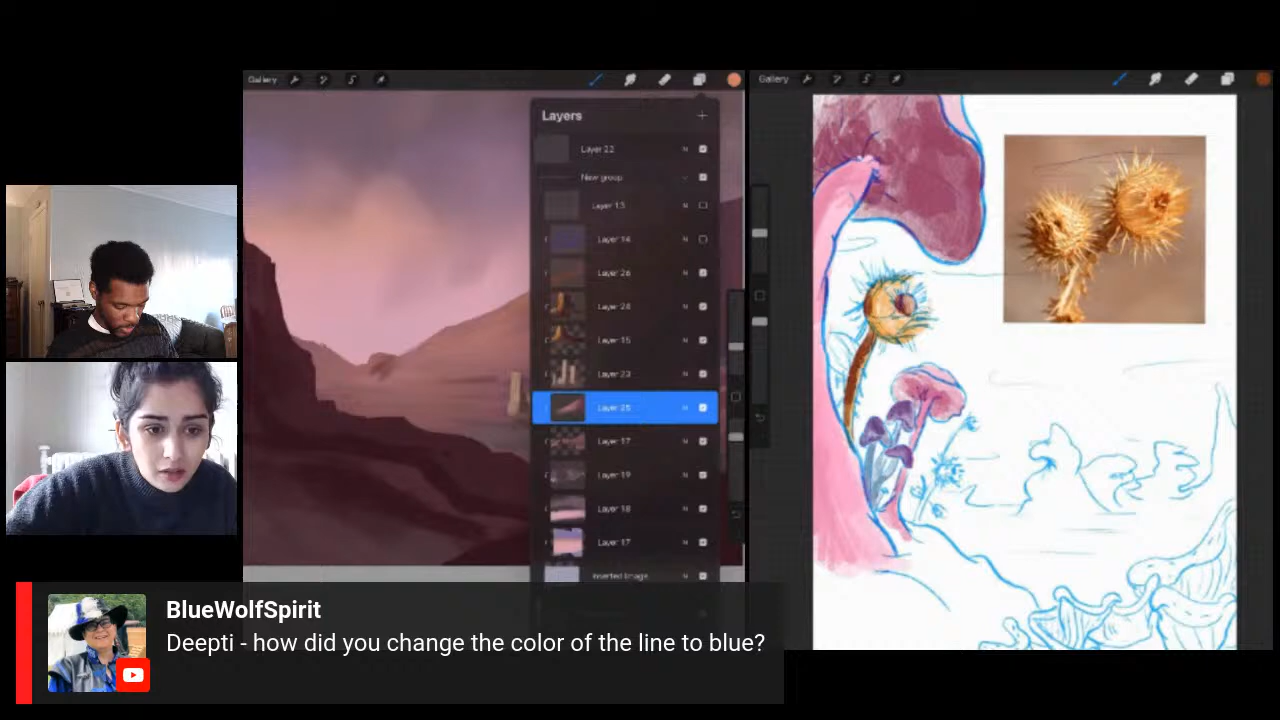 Gallery
Gallery
Layers
Layer 22
N
New group
Layer 13
N
Layer 14
N
Layer 26
N
Layer 24
N
Layer 15
N
Layer 23
N
Layer 25
N
Layer 17
N
Layer 19
N
Layer 18
N
Layer 17
N
Inserted Image
N
BlueWolfSpirit
Deepti - how did you change the color of the line to blue?